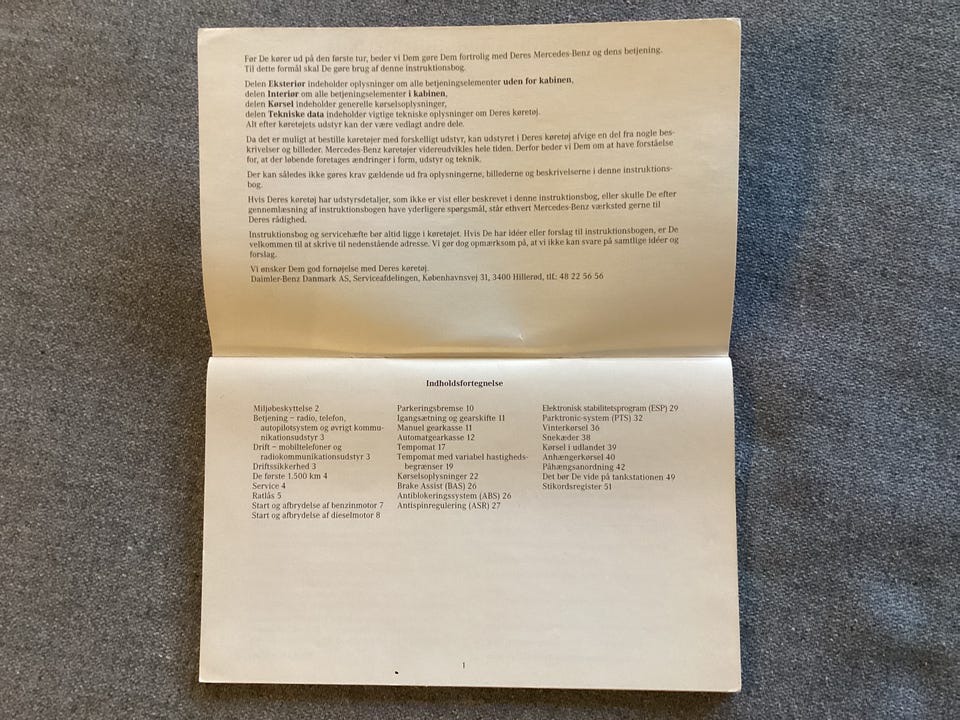 Før De kører ud på den første tur, beder vi Dem gøre Dem fortrolig med Deres Mercedes-Benz og dens betjening.
Til dette formål skal De gøre brug af denne instruktionsbog.
Delen Eksteriør indeholder oplysninger om alle betjeningselementer uden for kabinen,
delen Interiør om alle betjeningselementer i kabinen,
delen Kørsel indeholder generelle kørselsoplysninger,
delen Tekniske data indeholder vigtige tekniske oplysninger om Deres køretøj.
Alt efter køretøjets udstyr kan der være vedlagt andre dele.
Da det er muligt at bestille køretøjer med forskelligt udstyr, kan udstyret i Deres køretøj afvige en del fra nogle bes-
krivelser og billeder. Mercedes-Benz køretøjer videreudvikles hele tiden. Derfor beder vi Dem om at have forståelse
for, at der løbende foretages ændringer i form, udstyr og teknik.
Der kan således ikke gøres krav gældende ud fra oplysningerne, billederne og beskrivelserne i denne instruktions-
bog.
Hvis Deres køretøj har udstyrsdetaljer, som ikke er vist eller beskrevet i denne instruktionsbog, eller skulle De efter
gennemlæsning af instruktionsbogen have yderligere spørgsmål, står ethvert Mercedes-Benz værksted gerne til
Deres rådighed.
Instruktionsbog og servicehæfte bør altid ligge i køretøjet. Hvis De har idéer eller forslag til instruktionsbogen, er De
velkommen til at skrive til nedenstående adresse. Vi gør dog opmærksom på, at vi ikke kan svare på samtlige idéer og
forslag.
Vi ønsker Dem god fornøjelse med Deres køretøj.
Daimler-Benz Danmark AS, Serviceafdelingen, Københavnsvej 31, 3400 Hillerød, tlf.: 48 22 56 56
Indholdsfortegnelse
Miljøbeskyttelse 2
Betjening – radio, telefon,
autopilotsystem og øvrigt kommu-
nikationsudstyr 3
Drift – mobiltelefoner og
radiokommunikationsudstyr 3
Driftssikkerhed 3
De første 1.500 km 4
Service 4
Ratlås 5
Start og afbrydelse af benzinmotor 7
Start og afbrydelse af dieselmotor 8
Parkeringsbremse 10
Igangsætning og gearskifte 11
Manuel gearkasse 11
Automatgearkasse 12
Tempomat 17
Tempomat med variabel hastigheds-
begrænser 19
Kørselsoplysninger 22
Brake Assist (BAS) 26
Antiblokeringssystem (ABS) 26
Antispinregulering (ASR) 27
Elektronisk stabilitetsprogram (ESP) 29
Parktronic-system (PTS) 32
Vinterkørsel 36
Snekæder 38
Kørsel i udlandet 39
Anhængerkørsel 40
Påhængsanordning 42
Det bør De vide på tankstationen 49
Stikordsregister 51
1